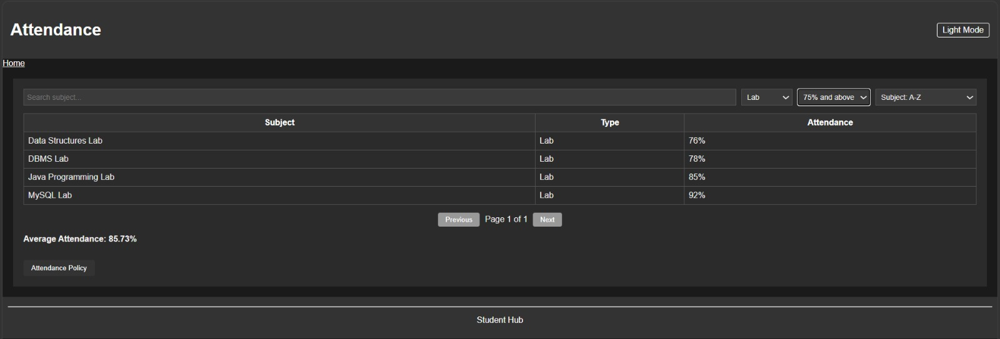 Attendance
Light Mode
Home
Search subject...
Lab
75% and above
Subject: A-Z
Subject Type Attendance
Data Structures Lab Lab 76%
DBMS Lab Lab 78%
Java Programming Lab Lab 85%
MySQL Lab Lab 92%
Previous Page 1 of 1 Next
Average Attendance: 85.73%
Attendance Policy
Student Hub